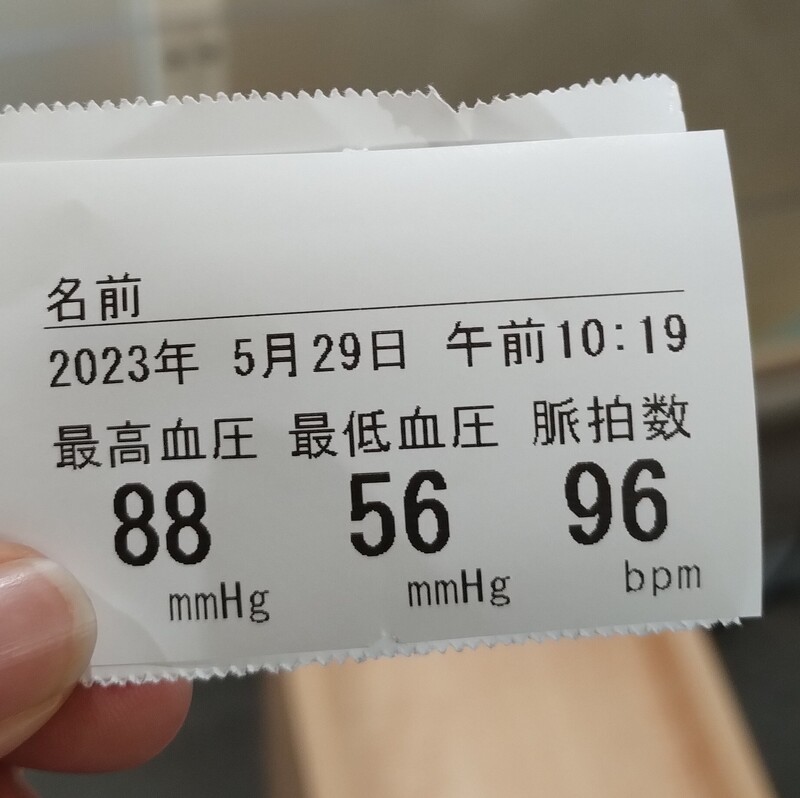 名前
2023年 5月29日 午前10:19
最高血圧 最低血圧 脈拍数
88 56 96
mmHg mmHg bpm